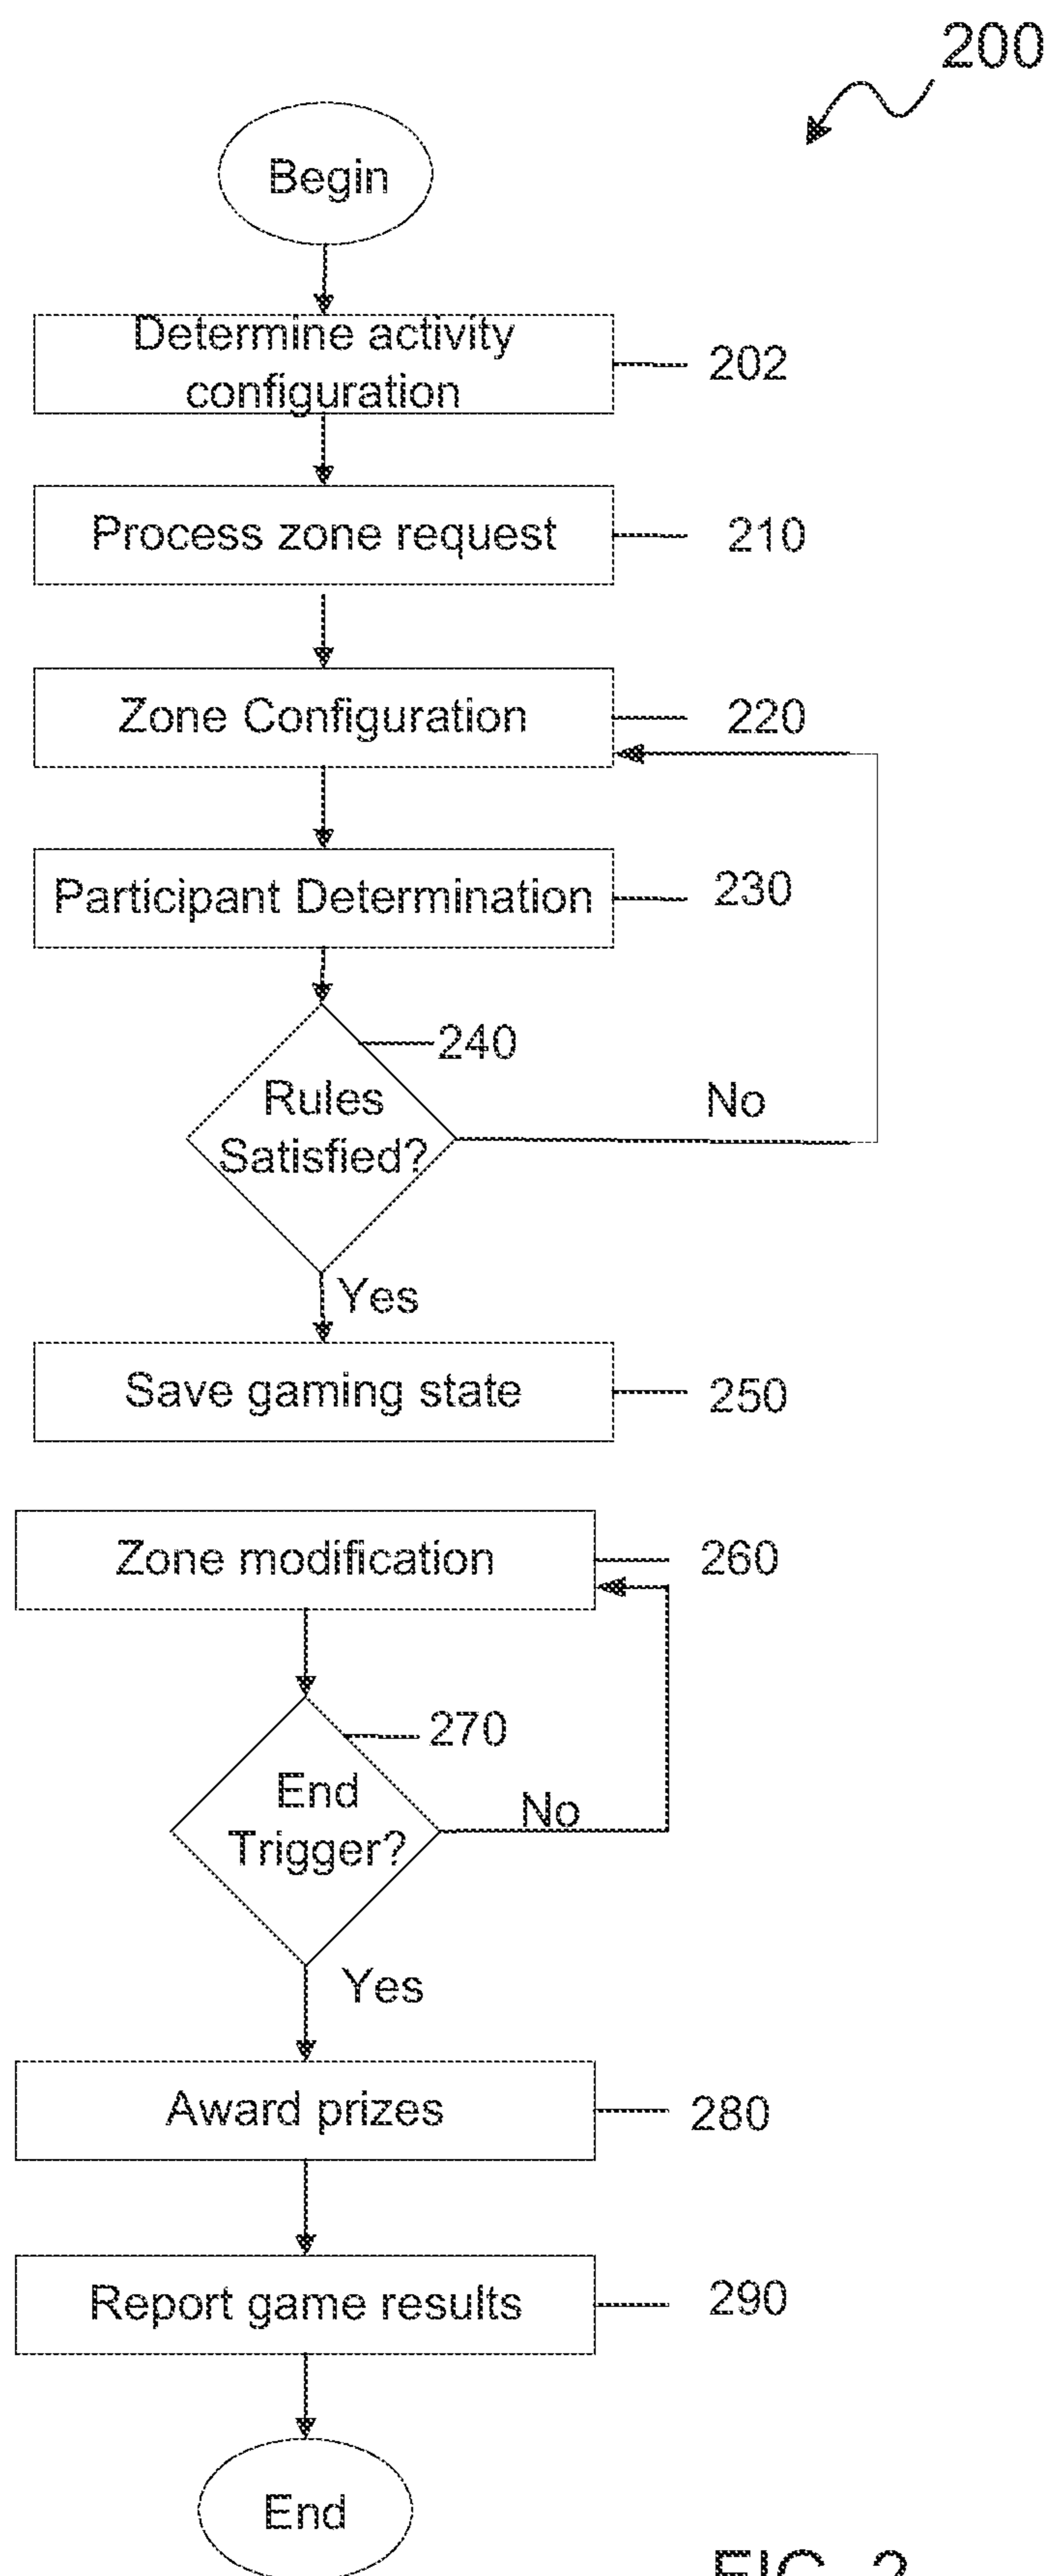 200
Begin
Determine activity
configuration
202
Process zone request
210
Zone Configuration
220
Participant Determination
230
240
Rules
Satisfied?
No
Yes
Save gaming state
250
Zone modification
260
270
End
Trigger?
No
Yes
Award prizes
280
Report game results
290
End
FIG. 2